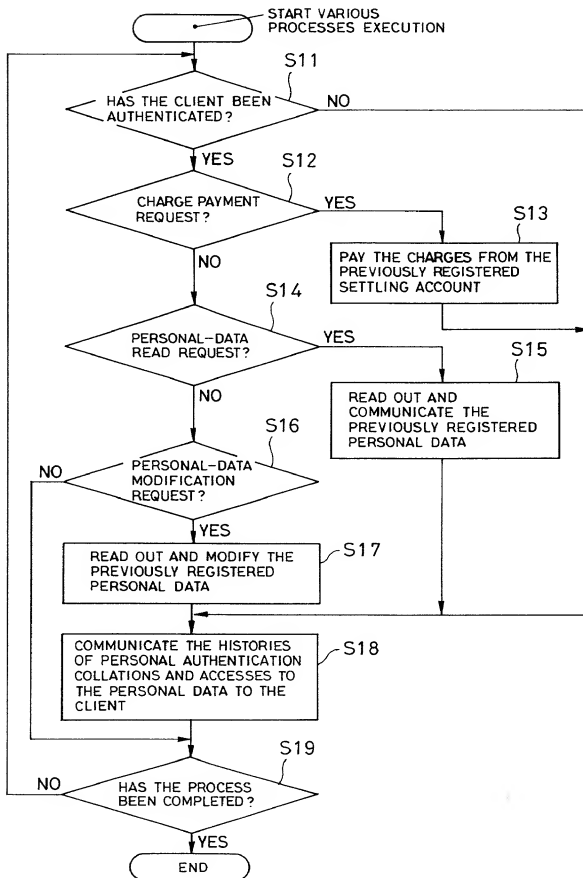 START VARIOUS
PROCESSES EXECUTION
S11
HAS THE CLIENT BEEN
AUTHENTICATED?
NO
YES
S12
CHARGE PAYMENT
REQUEST?
YES
NO
S13
PAY THE CHARGES FROM THE
PREVIOUSLY REGISTERED
SETTLING ACCOUNT
S14
PERSONAL-DATA
READ REQUEST?
YES
NO
S15
READ OUT AND
COMMUNICATE THE
PREVIOUSLY REGISTERED
PERSONAL DATA
S16
PERSONAL-DATA
MODIFICATION
REQUEST?
NO
YES
S17
READ OUT AND MODIFY THE
PREVIOUSLY REGISTERED
PERSONAL DATA
S18
COMMUNICATE THE HISTORIES
OF PERSONAL AUTHENTICATION
COLLATIONS AND ACCESSES TO
THE PERSONAL DATA TO THE
CLIENT
S19
HAS THE PROCESS
BEEN COMPLETED?
NO
YES
END